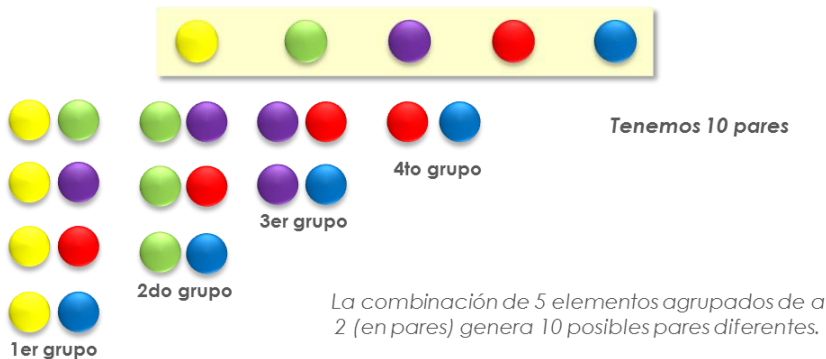 Tenemos 10 pares
4to grupo
3er grupo
2do grupo
1er grupo
La combinación de 5 elementos agrupados de a
2 (en pares) genera 10 posibles pares diferentes.